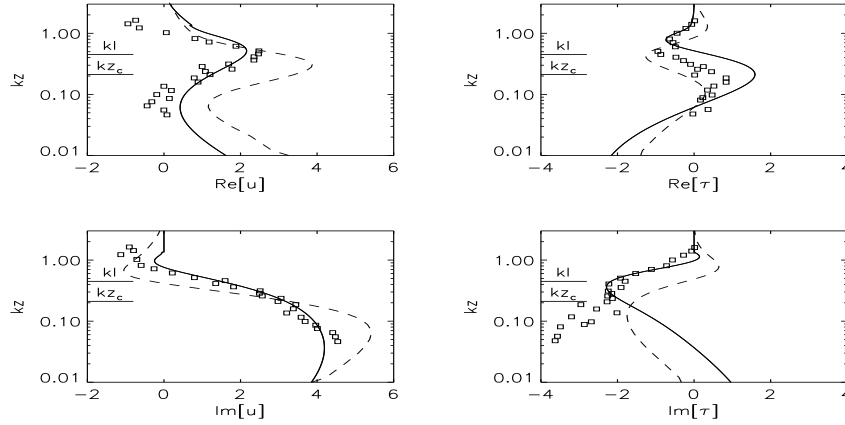 1.00
kl
kz_c
0.10
0.01
kz
−2 0 2 4 6
Re[u]
1.00
kl
kz_c
0.10
0.01
kz
−4 −2 0 2 4
Re[τ]
1.00
kl
kz_c
0.10
0.01
kz
−2 0 2 4 6
Im[u]
1.00
kl
kz_c
0.10
0.01
kz
−4 −2 0 2 4
Im[τ]